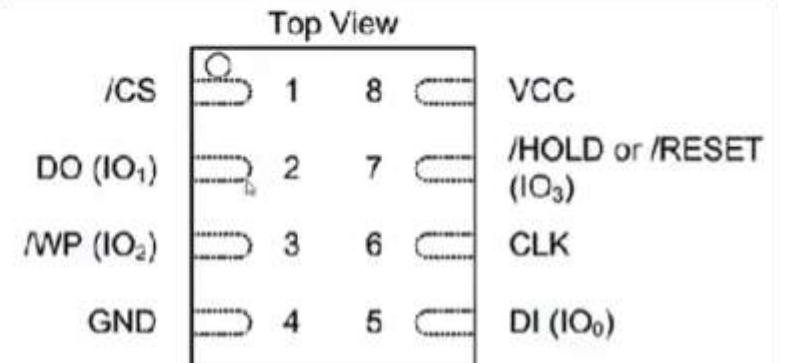 Top View
/CS 1 8 VCC
DO (IO₁) 2 7 /HOLD or /RESET
(IO₃)
/WP (IO₂) 3 6 CLK
GND 4 5 DI (IO₀)